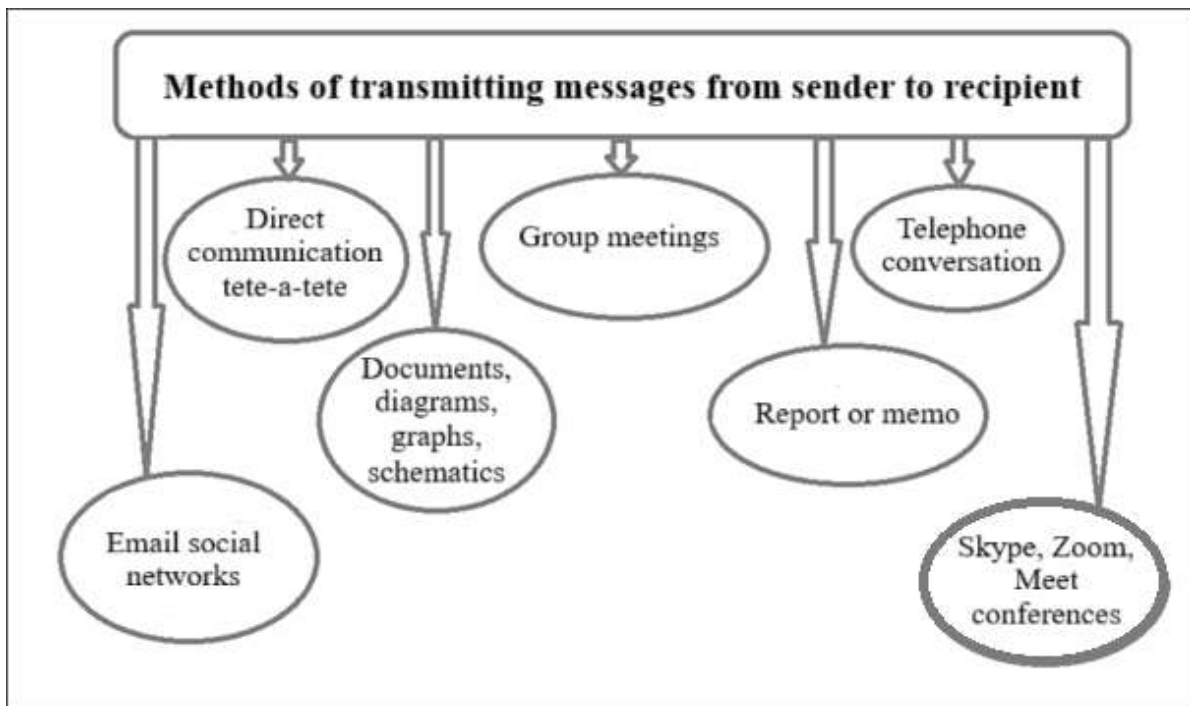 Methods of transmitting messages from sender to recipient
Direct
communication
tete-a-tete
Group meetings
Telephone
conversation
Documents,
diagrams,
graphs,
schematics
Report or memo
Email social
networks
Skype, Zoom,
Meet
conferences